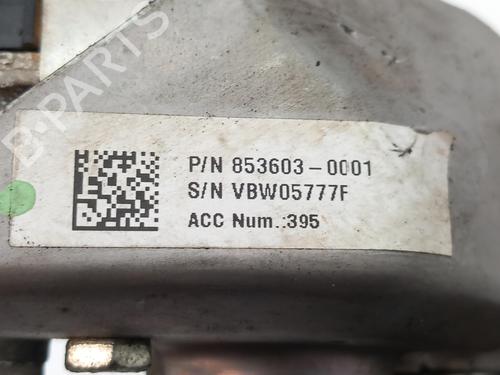 B-PARTS
P/N 853603-0001
S/N VBW05777F
ACC Num.:395